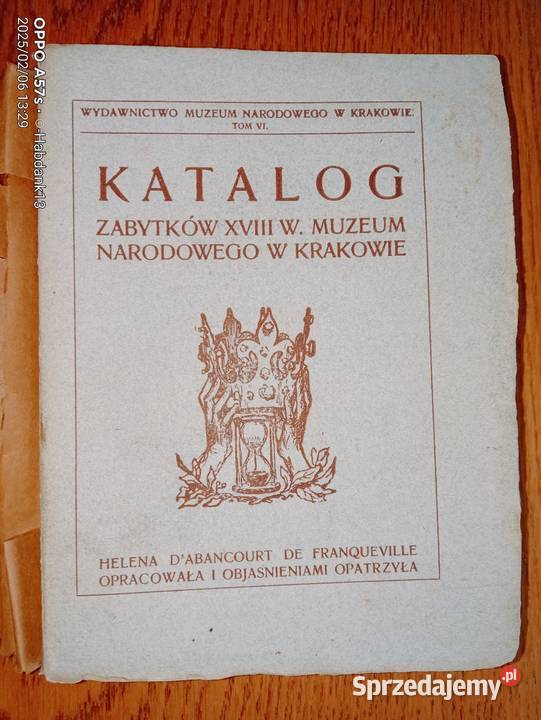 OPPO A57s · © Habdank13
2025/02/06 13:29
WYDAWNICTWO MUZEUM NARODOWEGO W KRAKOWIE.
TOM VI.
KATALOG
ZABYTKÓW XVIII W. MUZEUM
NARODOWEGO W KRAKOWIE
HELENA D'ABANCOURT DE FRANQUEVILLE
OPRACOWAŁA I OBJAŚNIENIAMI OPATRZYŁA
Sprzedajemy.pl